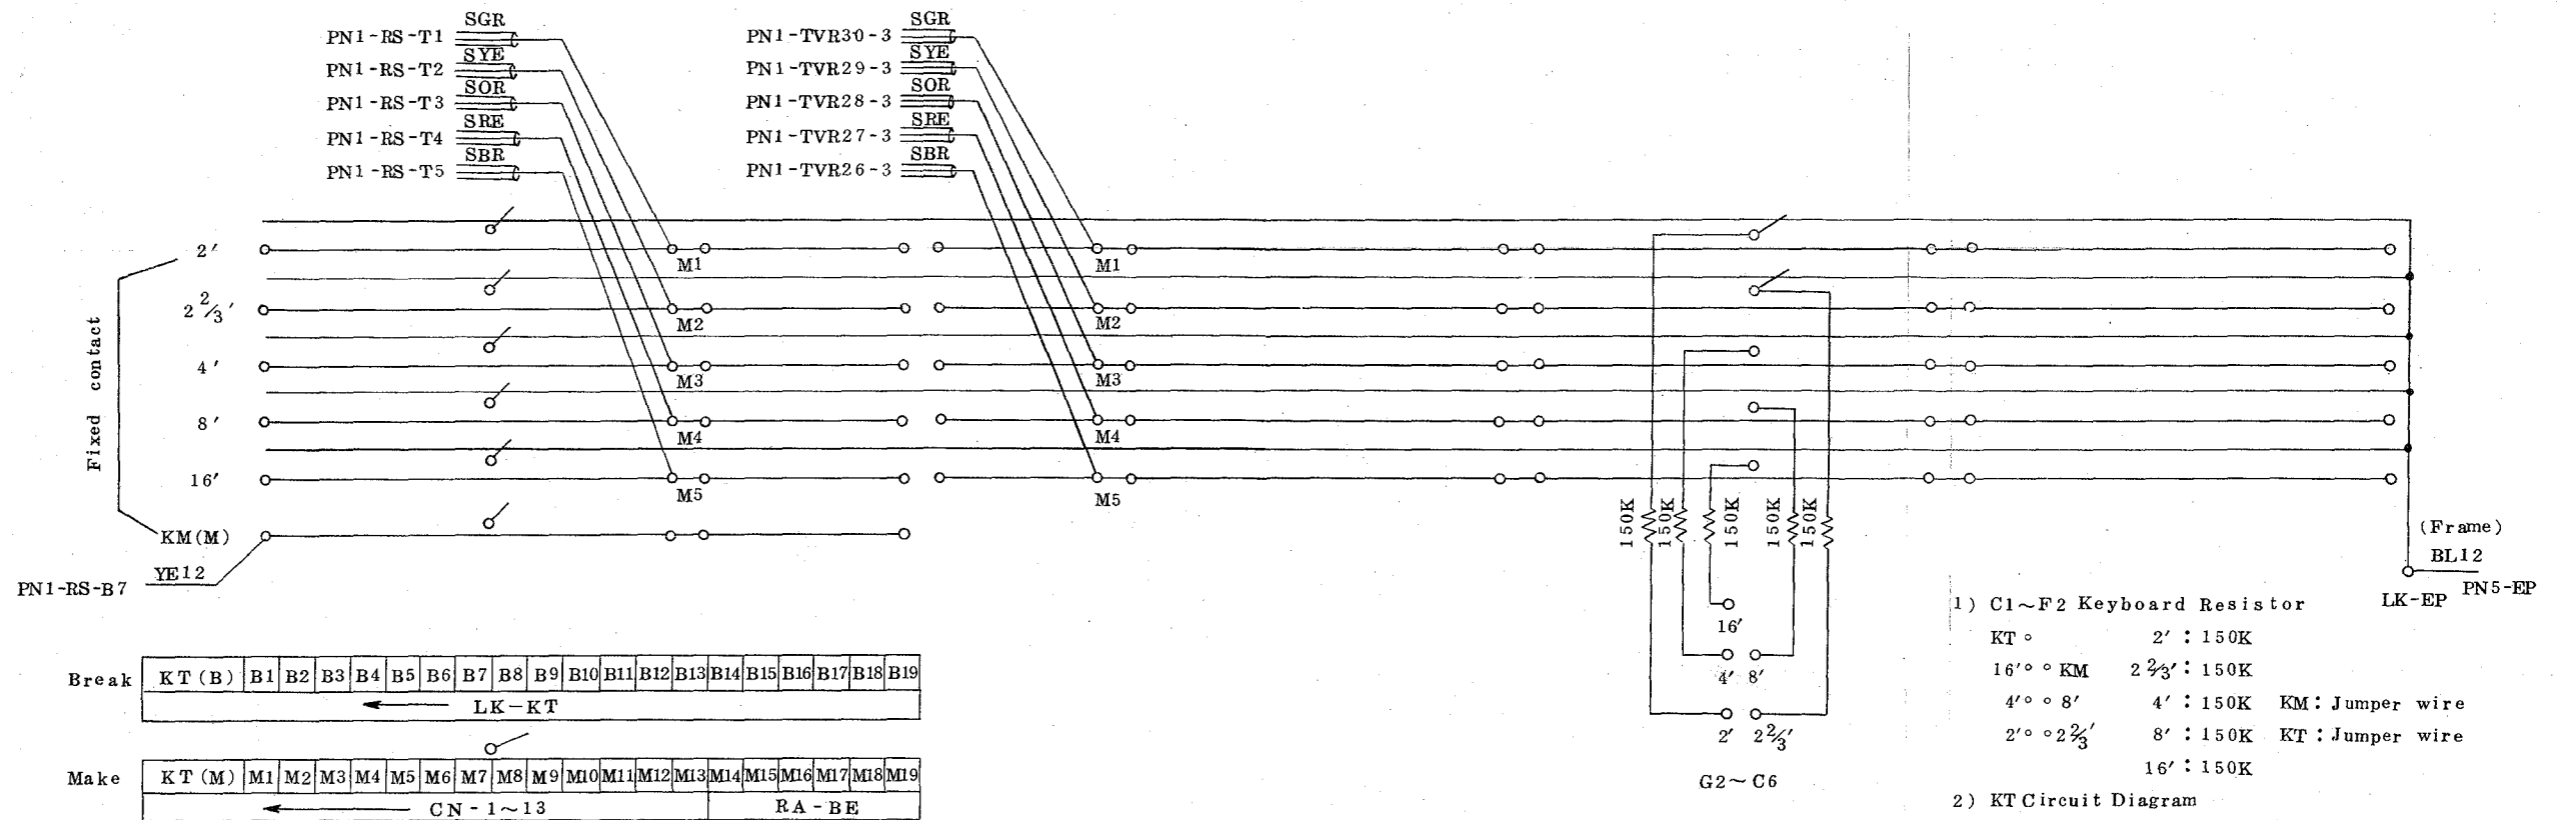 SGR
PN1-RS-T1
SYE
PN1-RS-T2
SOR
PN1-RS-T3
SRE
PN1-RS-T4
SBR
PN1-RS-T5
SGR
PN1-TVR30-3
SYE
PN1-TVR29-3
SOR
PN1-TVR28-3
SRE
PN1-TVR27-3
SBR
PN1-TVR26-3
Fixed contact
2′
2 2/3′
4′
8′
16′
KM(M)
YE12
PN1-RS-B7
M1
M2
M3
M4
M5
M1
M2
M3
M4
M5
150K
150K
150K
150K
150K
16′
4′ 8′
2′ 2 2/3′
G2~C6
(Frame)
BL12
LK-EP PN5-EP
Break KT(B) B1 B2 B3 B4 B5 B6 B7 B8 B9 B10 B11 B12 B13 B14 B15 B16 B17 B18 B19
LK-KT
Make KT(M) M1 M2 M3 M4 M5 M6 M7 M8 M9 M10 M11 M12 M13 M14 M15 M16 M17 M18 M19
CN-1~13 RA-BE
1) C1~F2 Keyboard Resistor
KT 2′ : 150K
16′ KM 2 2/3′ : 150K
4′ 8′ 4′ : 150K KM : Jumper wire
2′ 2 2/3′ 8′ : 150K KT : Jumper wire
16′ : 150K
2) KT Circuit Diagram